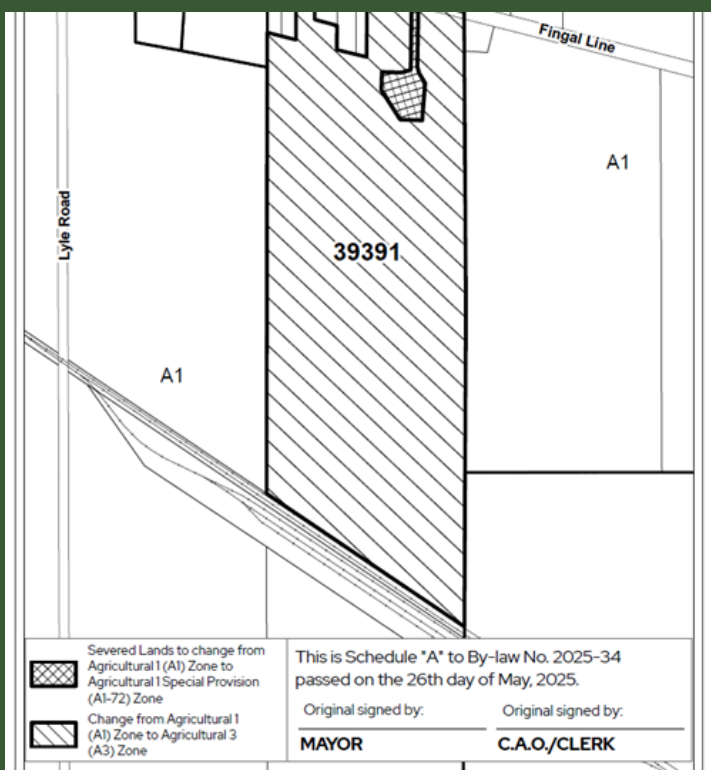 Fingal Line
A1
Lyle Road
39391
A1
Severed Lands to change from
Agricultural 1 (A1) Zone to
Agricultural 1 Special Provision
(A1-72) Zone
Change from Agricultural 1
(A1) Zone to Agricultural 3
(A3) Zone
This is Schedule "A" to By-law No. 2025-34
passed on the 26th day of May, 2025.
Original signed by:
Original signed by:
MAYOR
C.A.O./CLERK